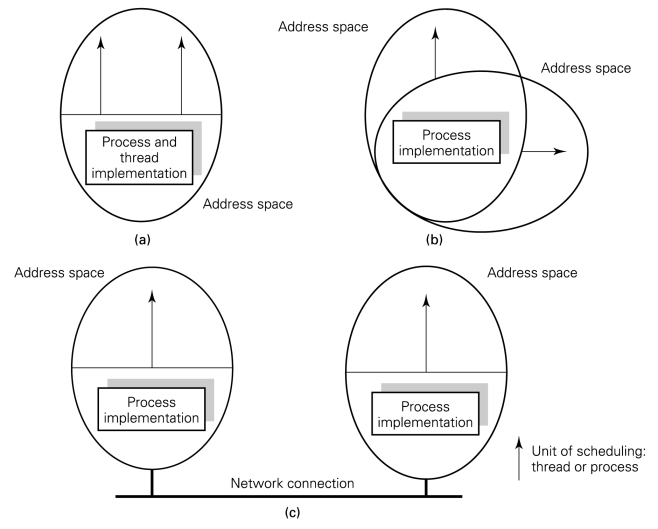 Address space
Address space
Process and
thread
implementation
Process
implementation
Address space
(a)
(b)
Address space
Address space
Process
implementation
Process
implementation
Unit of scheduling:
thread or process
Network connection
(c)